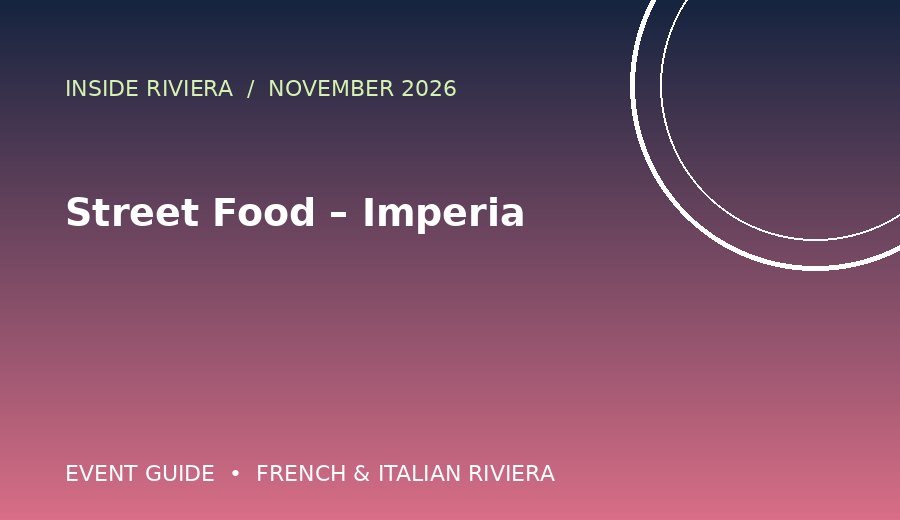 INSIDE RIVIERA / NOVEMBER 2026
Street Food – Imperia
EVENT GUIDE • FRENCH & ITALIAN RIVIERA